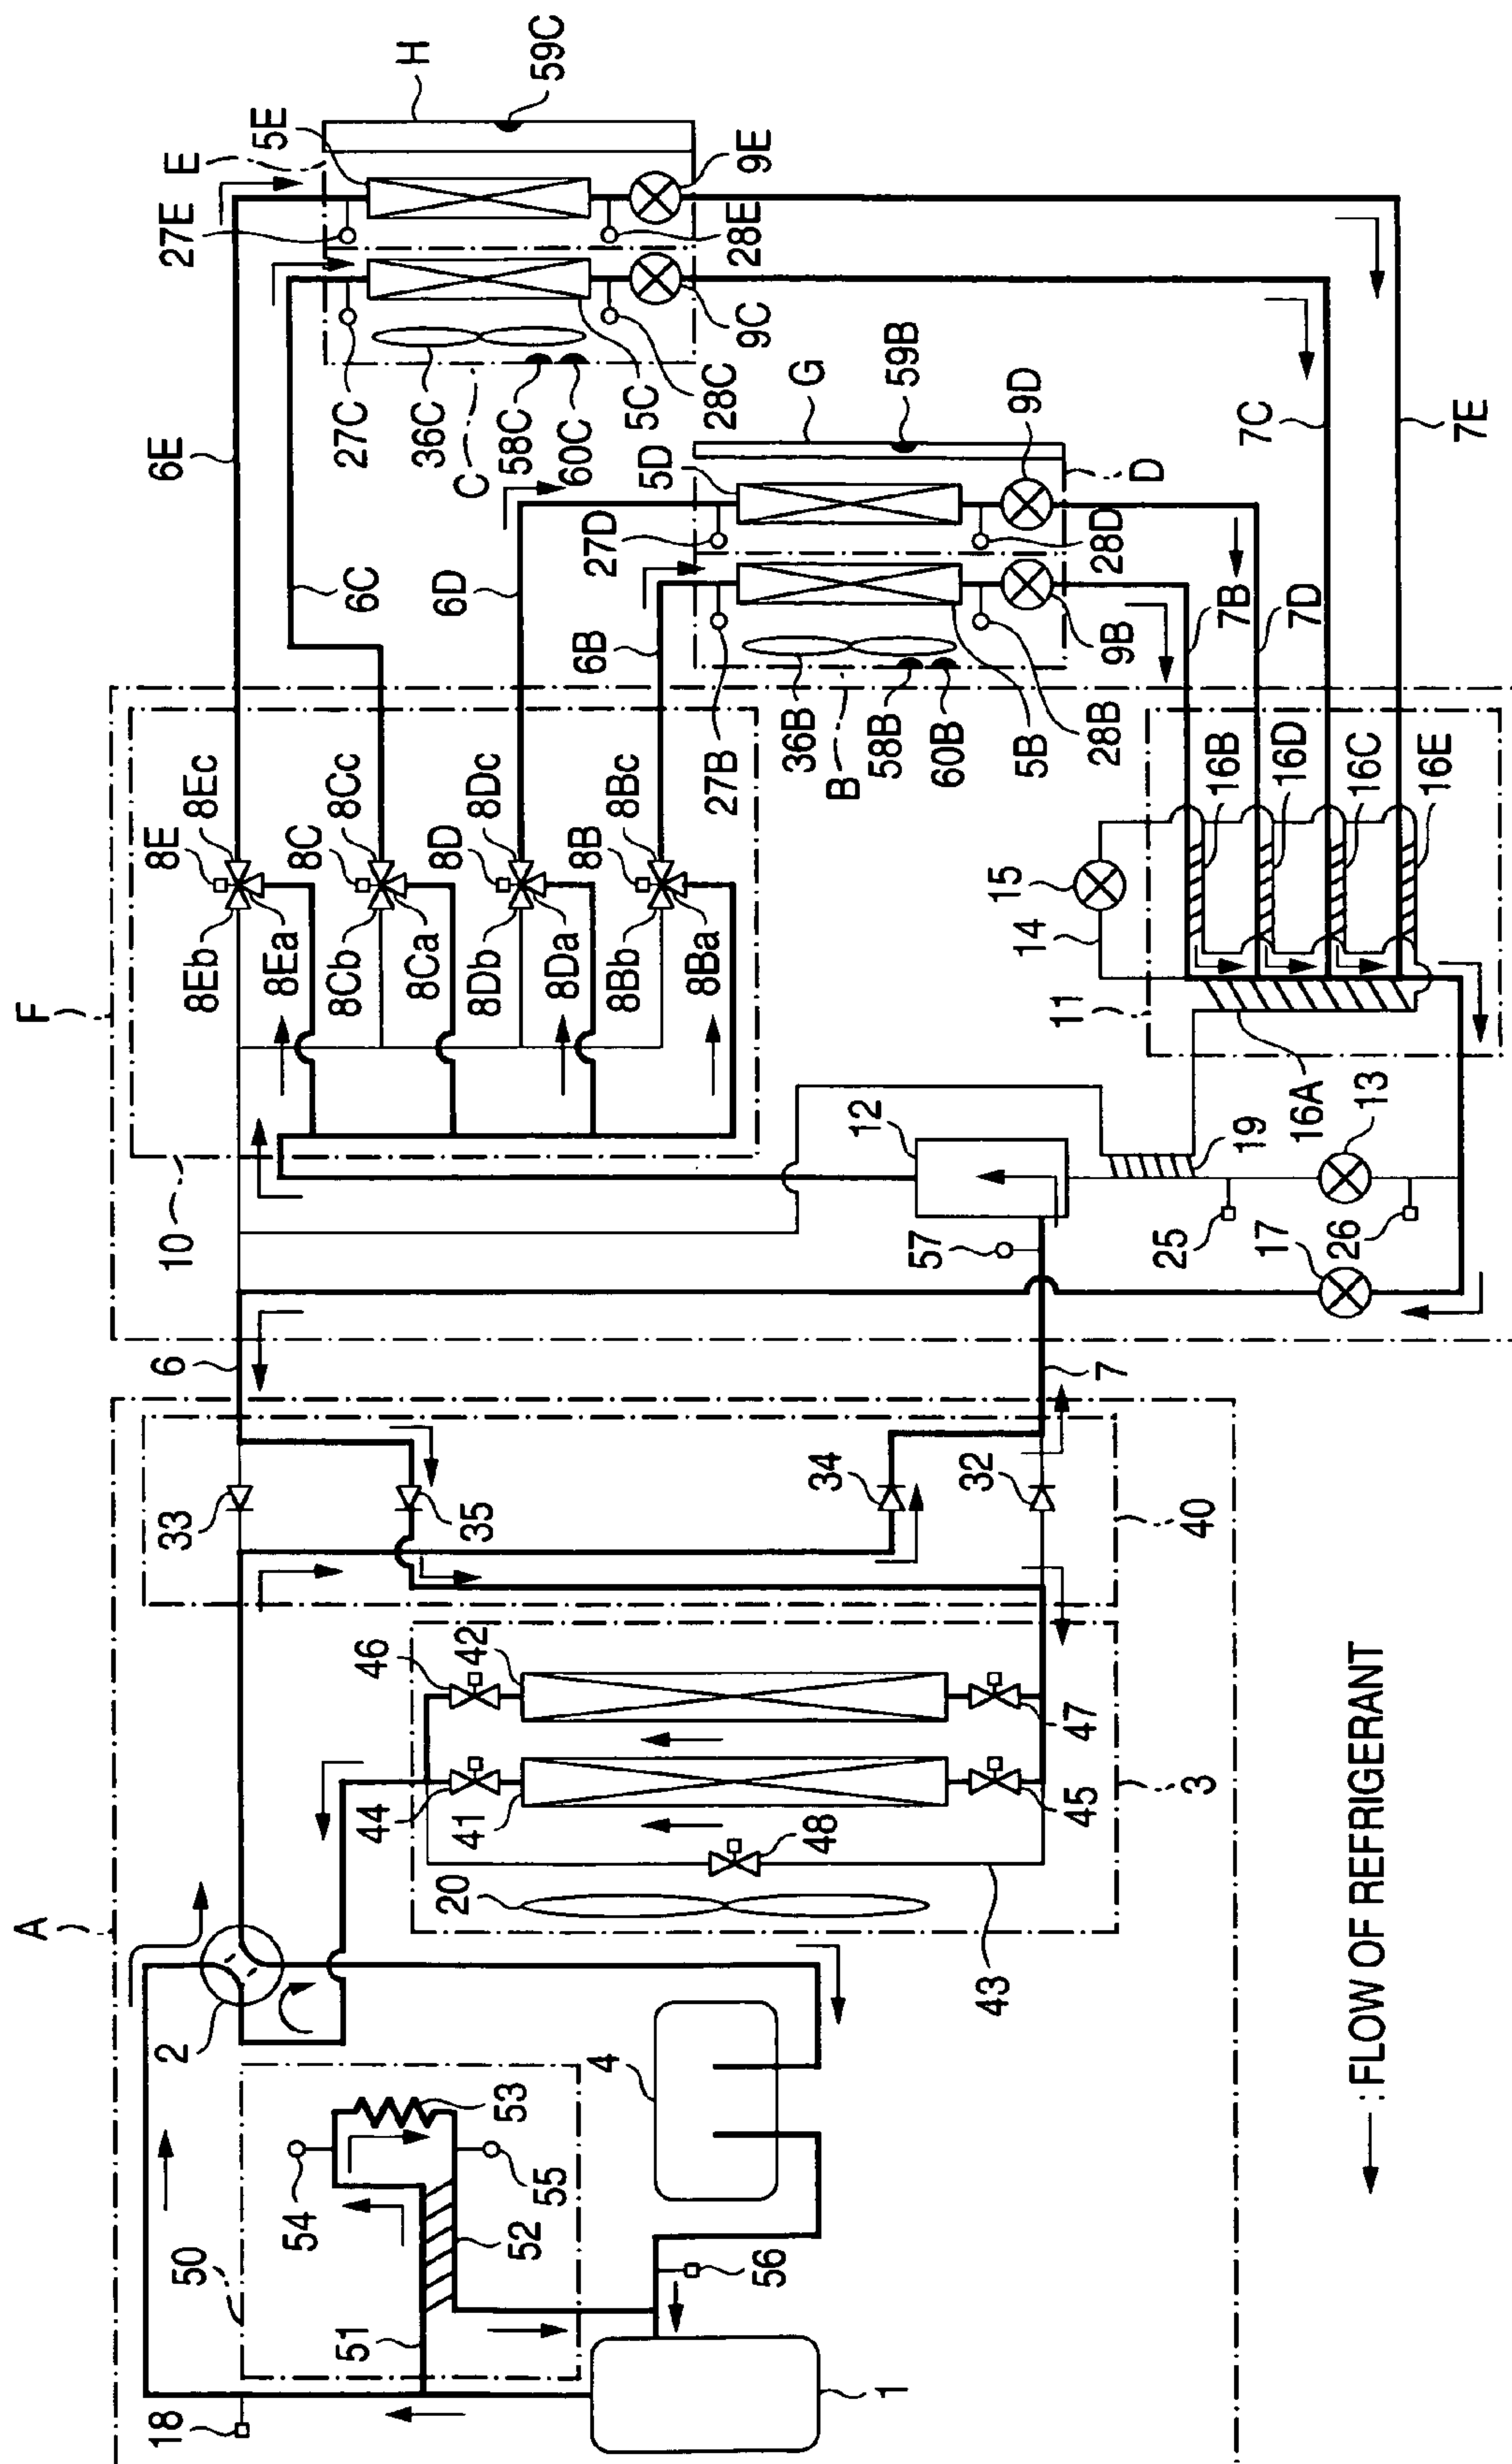 A
F
E
5E
H
59C
27E
28E
9E
6E
27C
36C
C
58C
60C
5C
28C
9C
6C
5D
G
59B
9D
D
27D
28D
6D
6B
27B
36B
B
58B
60B
5B
28B
9B
7B
7D
7C
7E
8E
8Ec
8Eb
8Ea
8C
8Cc
8Cb
8Ca
8D
8Dc
8Db
8Da
8B
8Bc
8Bb
8Ba
10
12
57
15
14
11
16B
16D
16C
16E
16A
19
13
25
17
26
6
7
33
35
34
32
40
46
42
47
44
41
45
48
20
43
3
2
4
50
54
53
55
52
51
56
18
1
: FLOW OF REFRIGERANT